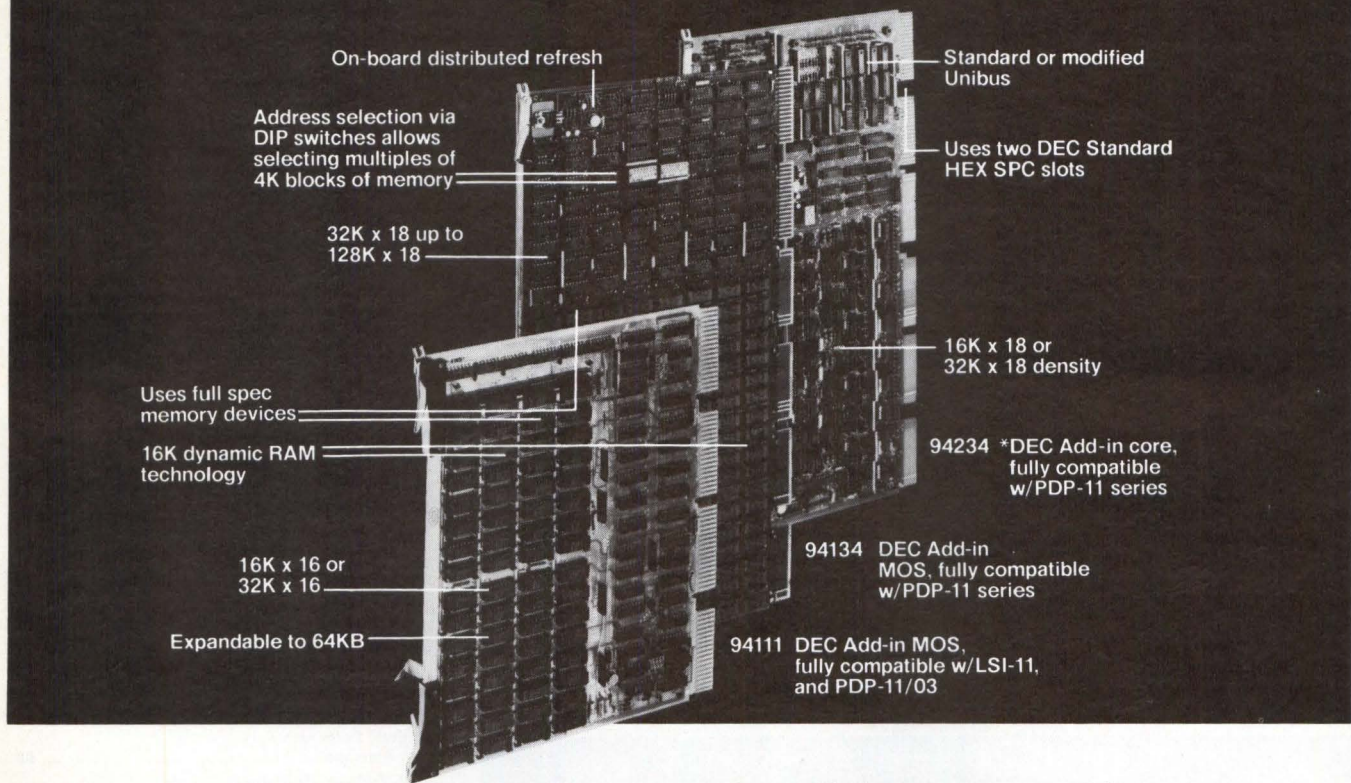 On-board distributed refresh
Address selection via
DIP switches allows
selecting multiples of
4K blocks of memory
32K x 18 up to
128K x 18
Uses full spec
memory devices
16K dynamic RAM
technology
16K x 16 or
32K x 16
Expandable to 64KB
Standard or modified
Unibus
Uses two DEC Standard
HEX SPC slots
16K x 18 or
32K x 18 density
94234 *DEC Add-in core,
fully compatible
w/PDP-11 series
94134 DEC Add-in
MOS, fully compatible
w/PDP-11 series
94111 DEC Add-in MOS,
fully compatible w/LSI-11,
and PDP-11/03